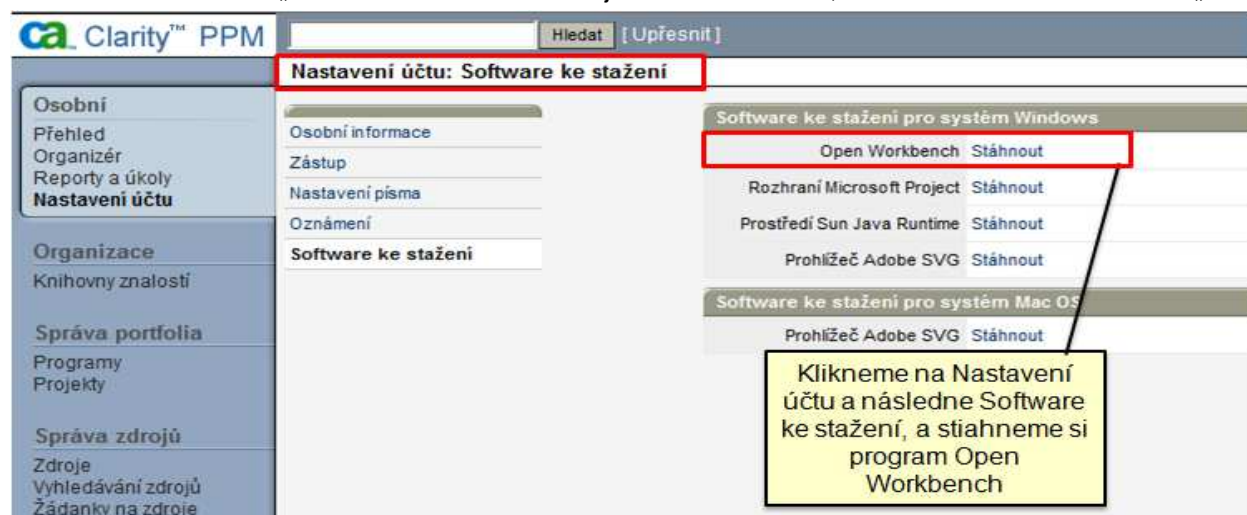 ca Clarity™ PPM
Hledat [ Upřesnit ]
Nastavení účtu: Software ke stažení
Osobní
Přehled
Organizér
Reporty a úkoly
Nastavení účtu
Organizace
Knihovny znalostí
Správa portfolia
Programy
Projekty
Správa zdrojů
Zdroje
Vyhledávání zdrojů
Žádanky na zdroje
Osobní informace
Zástup
Nastavení písma
Oznámení
Software ke stažení
Software ke stažení pro systém Windows
Open Workbench Stáhnout
Rozhraní Microsoft Project Stáhnout
Prostředí Sun Java Runtime Stáhnout
Prohlížeč Adobe SVG Stáhnout
Software ke stažení pro systém Mac OS
Prohlížeč Adobe SVG Stáhnout
Klikneme na Nastavení
účtu a následne Software
ke stažení, a stiahneme si
program Open
Workbench